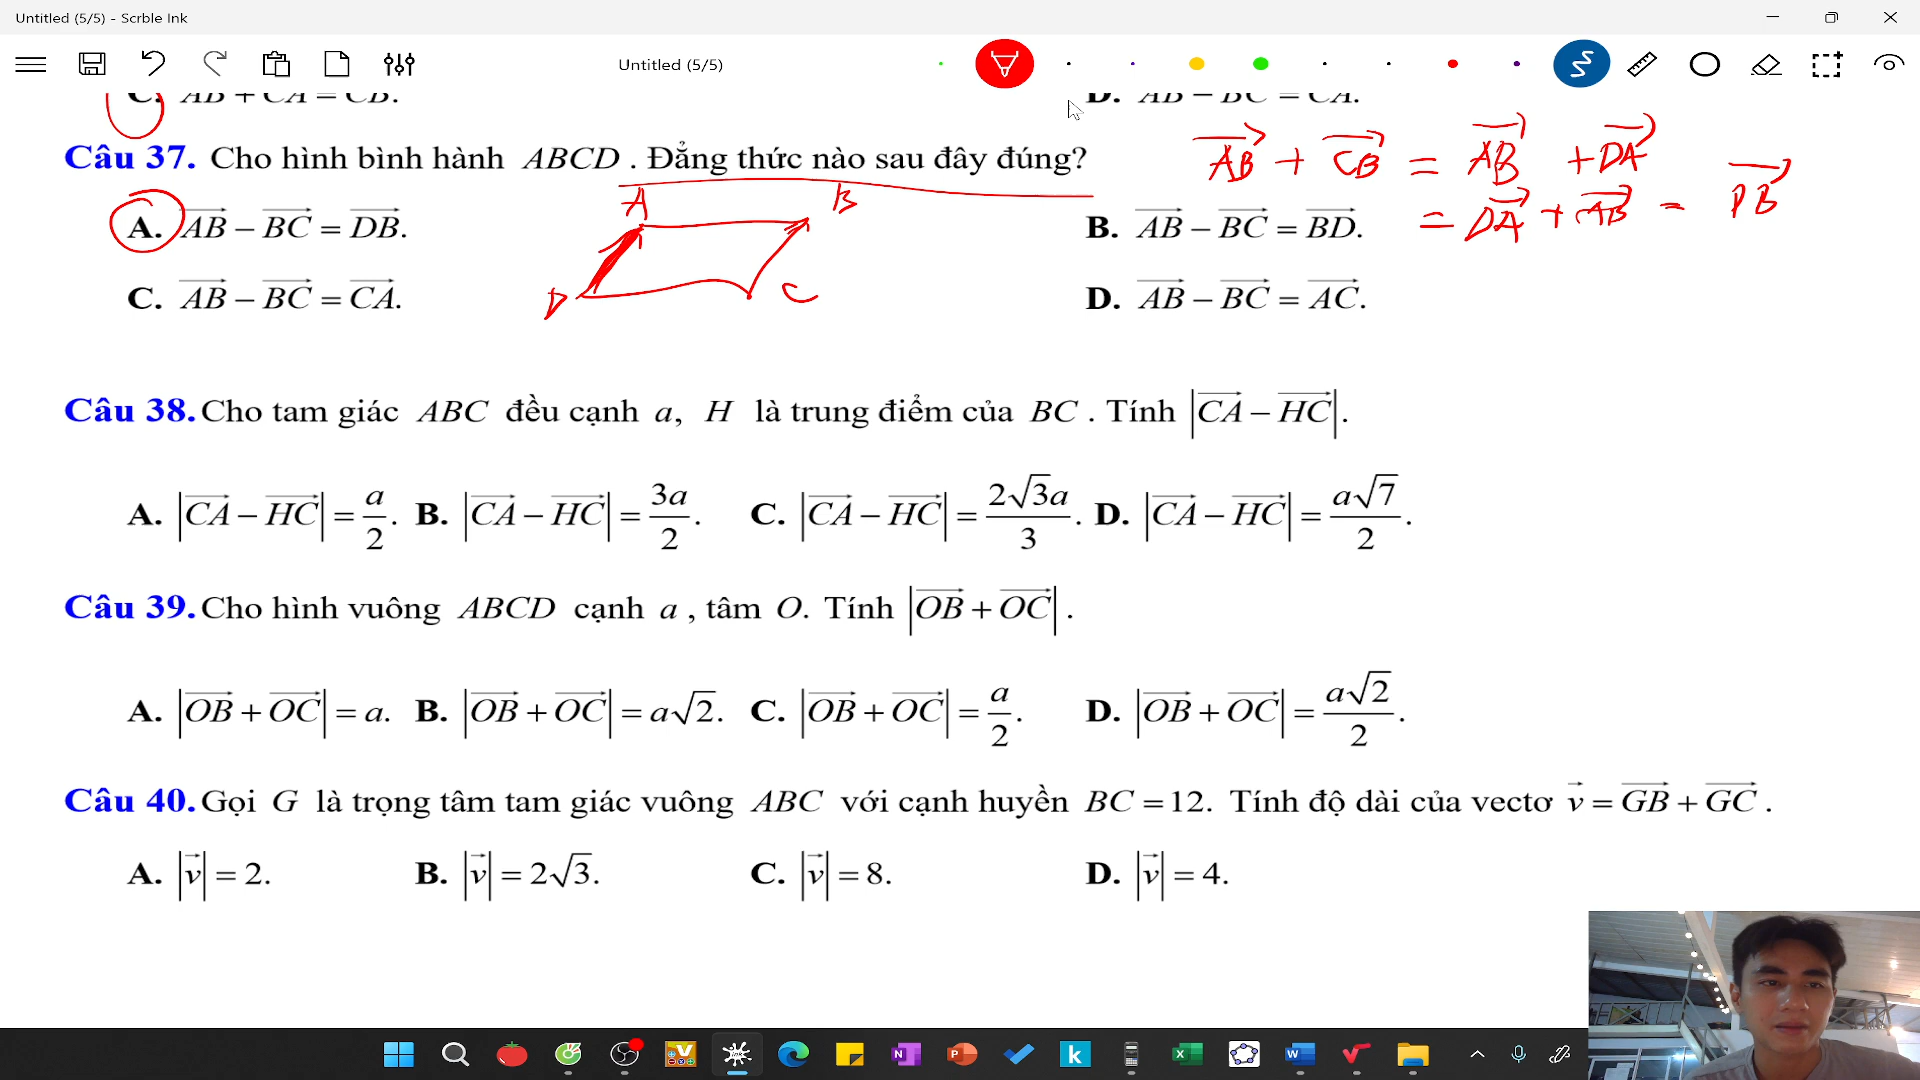 Untitled (5/5) - Scrble Ink
Untitled (5/5)
C. AB + CA = CB.
D. AB − BC = CA.
Câu 37. Cho hình bình hành ABCD. Đẳng thức nào sau đây đúng?
AB + CB = AB + DA
= DA + AB = DB
A B
D C
A. AB − BC = DB.
B. AB − BC = BD.
C. AB − BC = CA.
D. AB − BC = AC.
Câu 38. Cho tam giác ABC đều cạnh a, H là trung điểm của BC. Tính |CA − HC|.
A. |CA − HC| = a/2. B. |CA − HC| = 3a/2. C. |CA − HC| = 2√3a/3. D. |CA − HC| = a√7/2.
Câu 39. Cho hình vuông ABCD cạnh a, tâm O. Tính |OB + OC|.
A. |OB + OC| = a. B. |OB + OC| = a√2. C. |OB + OC| = a/2. D. |OB + OC| = a√2/2.
Câu 40. Gọi G là trọng tâm tam giác vuông ABC với cạnh huyền BC = 12. Tính độ dài của vectơ v = GB + GC.
A. |v| = 2. B. |v| = 2√3. C. |v| = 8. D. |v| = 4.